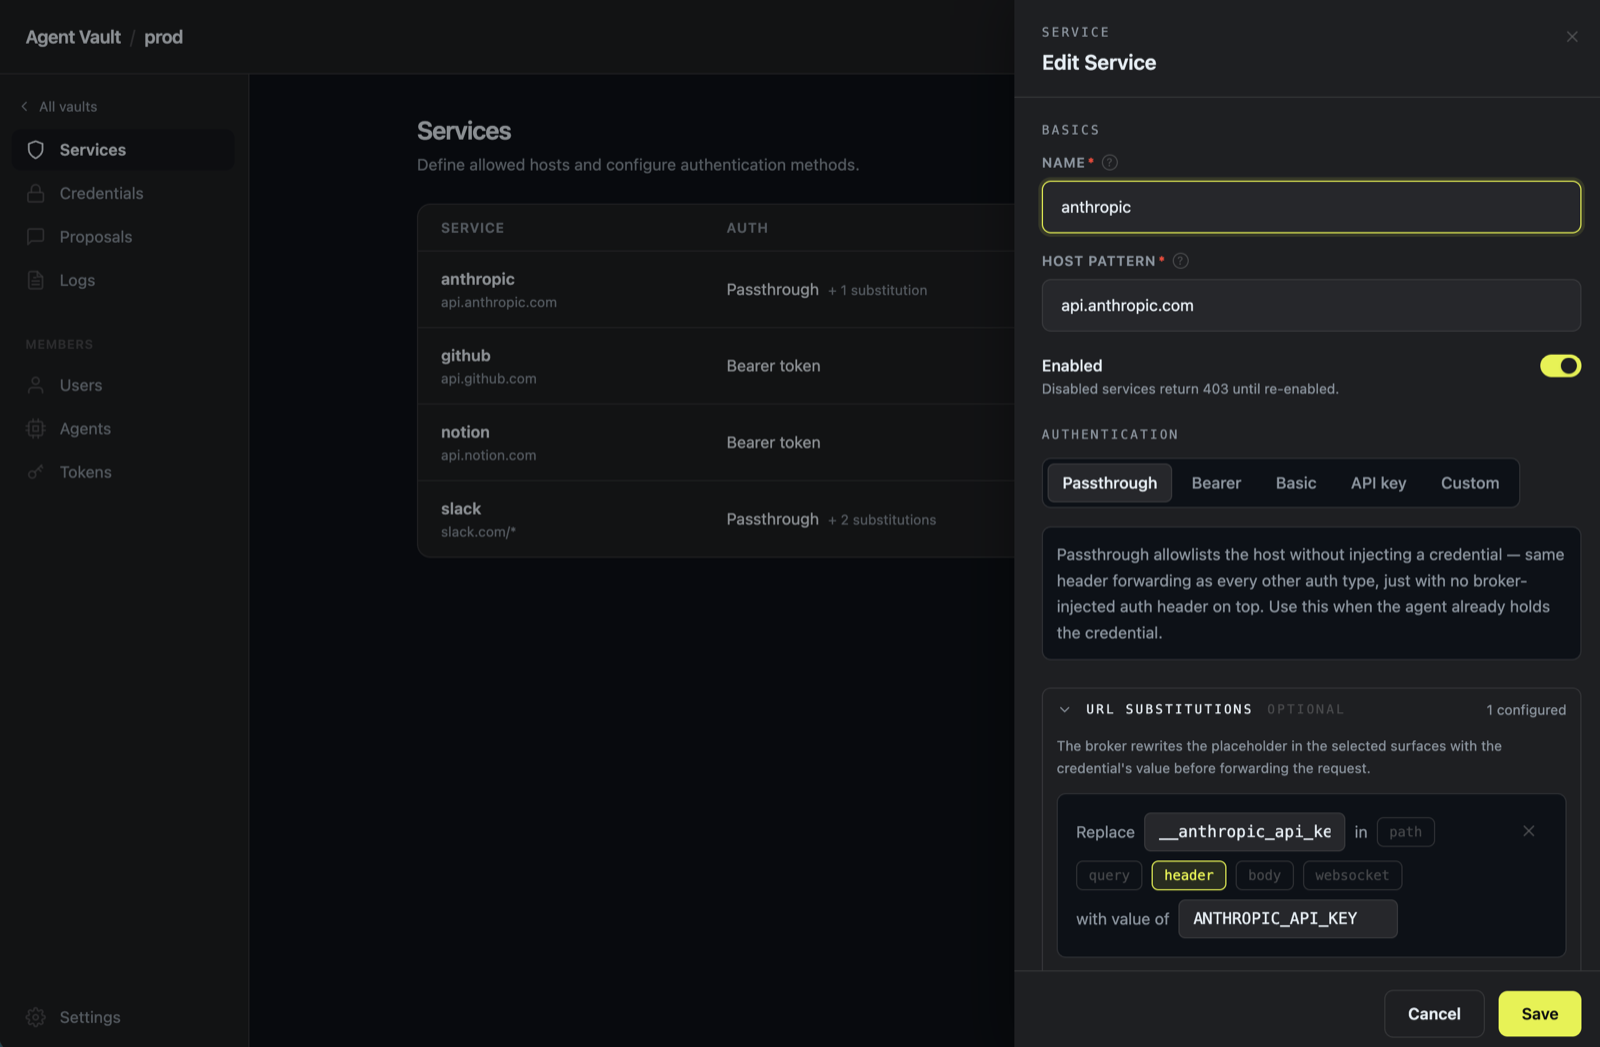 Agent Vault / prod
All vaults
Services
Credentials
Proposals
Logs
MEMBERS
Users
Agents
Tokens
Settings
Services
Define allowed hosts and configure authentication methods.
SERVICE AUTH
anthropic
api.anthropic.com
Passthrough + 1 substitution
github
api.github.com
Bearer token
notion
api.notion.com
Bearer token
slack
slack.com/*
Passthrough + 2 substitutions
SERVICE
Edit Service
BASICS
NAME* ?
anthropic
HOST PATTERN* ?
api.anthropic.com
Enabled
Disabled services return 403 until re-enabled.
AUTHENTICATION
Passthrough Bearer Basic API key Custom
Passthrough allowlists the host without injecting a credential — same
header forwarding as every other auth type, just with no broker-
injected auth header on top. Use this when the agent already holds
the credential.
URL SUBSTITUTIONS OPTIONAL 1 configured
The broker rewrites the placeholder in the selected surfaces with the
credential's value before forwarding the request.
Replace __anthropic_api_ke in path
query header body websocket
with value of ANTHROPIC_API_KEY
Cancel Save